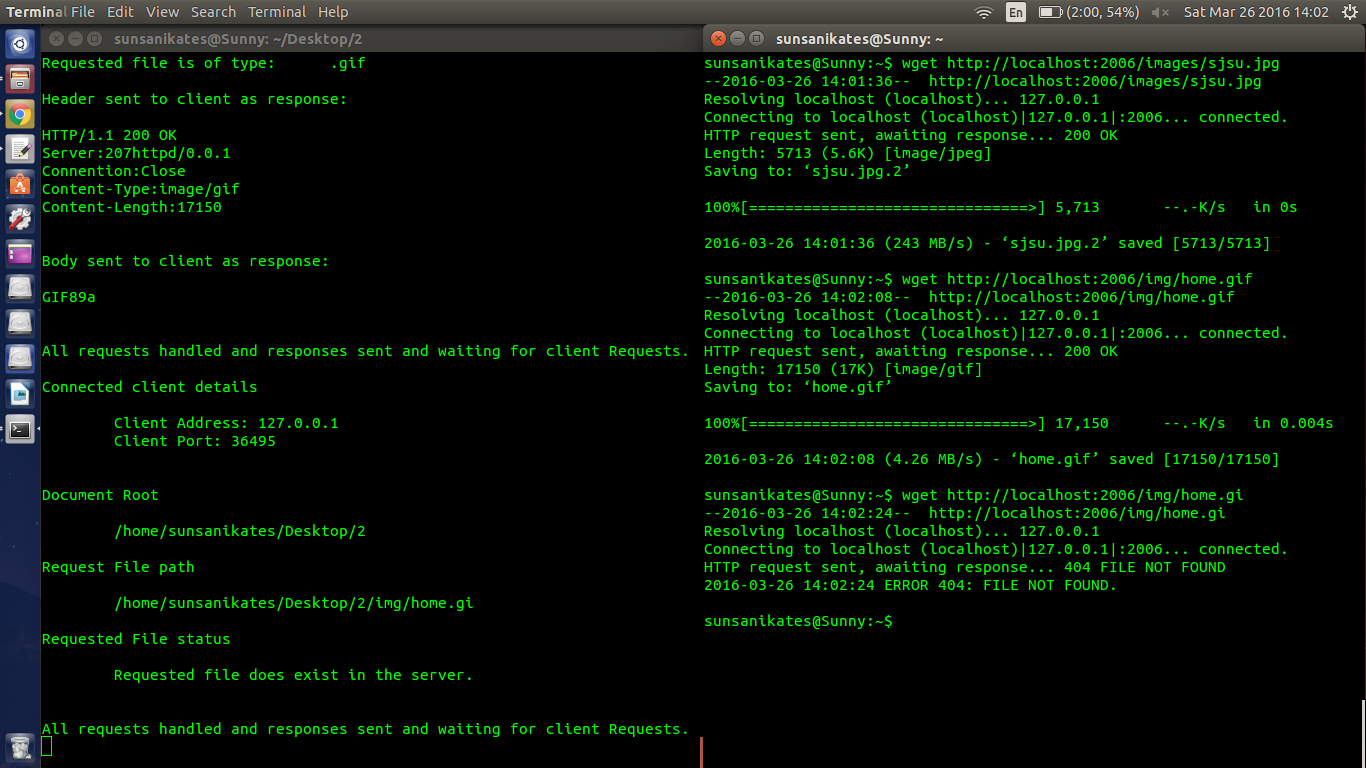 Terminal File Edit View Search Terminal Help
En (2:00, 54%) Sat Mar 26 2016 14:02
sunsanikates@Sunny: ~/Desktop/2
Requested file is of type: .gif
Header sent to client as response:
HTTP/1.1 200 OK
Server:207httpd/0.0.1
Connention:Close
Content-Type:image/gif
Content-Length:17150
Body sent to client as response:
GIF89a
All requests handled and responses sent and waiting for client Requests.
Connected client details
Client Address: 127.0.0.1
Client Port: 36495
Document Root
/home/sunsanikates/Desktop/2
Request File path
/home/sunsanikates/Desktop/2/img/home.gi
Requested File status
Requested file does exist in the server.
All requests handled and responses sent and waiting for client Requests.
sunsanikates@Sunny: ~
sunsanikates@Sunny:~$ wget http://localhost:2006/images/sjsu.jpg
--2016-03-26 14:01:36-- http://localhost:2006/images/sjsu.jpg
Resolving localhost (localhost)... 127.0.0.1
Connecting to localhost (localhost)|127.0.0.1|:2006... connected.
HTTP request sent, awaiting response... 200 OK
Length: 5713 (5.6K) [image/jpeg]
Saving to: ‘sjsu.jpg.2’
100%[===============================>] 5,713 --.-K/s in 0s
2016-03-26 14:01:36 (243 MB/s) - ‘sjsu.jpg.2’ saved [5713/5713]
sunsanikates@Sunny:~$ wget http://localhost:2006/img/home.gif
--2016-03-26 14:02:08-- http://localhost:2006/img/home.gif
Resolving localhost (localhost)... 127.0.0.1
Connecting to localhost (localhost)|127.0.0.1|:2006... connected.
HTTP request sent, awaiting response... 200 OK
Length: 17150 (17K) [image/gif]
Saving to: ‘home.gif’
100%[===============================>] 17,150 --.-K/s in 0.004s
2016-03-26 14:02:08 (4.26 MB/s) - ‘home.gif’ saved [17150/17150]
sunsanikates@Sunny:~$ wget http://localhost:2006/img/home.gi
--2016-03-26 14:02:24-- http://localhost:2006/img/home.gi
Resolving localhost (localhost)... 127.0.0.1
Connecting to localhost (localhost)|127.0.0.1|:2006... connected.
HTTP request sent, awaiting response... 404 FILE NOT FOUND
2016-03-26 14:02:24 ERROR 404: FILE NOT FOUND.
sunsanikates@Sunny:~$